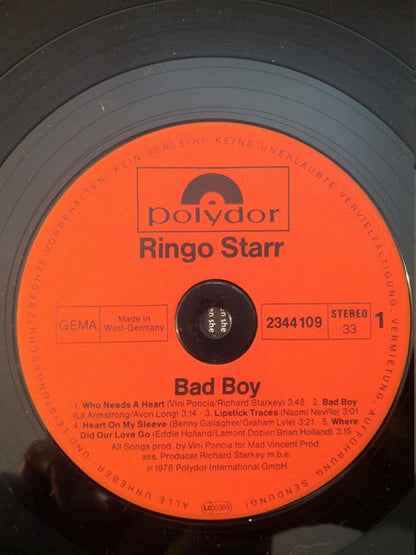 ALLE URHEBER- UND LEISTUNGSSCHUTZRECHTE VORBEHALTEN. KEIN VERLEIH! KEINE UNERLAUBTE VERVIELFÄLTIGUNG, VERMIETUNG, AUFFÜHRUNG, SENDUNG!
polydor
Ringo Starr
GEMA
Made in
West-Germany
2344109
STEREO
33
1
n she
en she
Bad Boy
1. Who Needs A Heart (Vini Poncia/Richard Starkey) 3:48 · 2. Bad Boy
(Lil Armstrong/Avon Long) 3:14 · 3. Lipstick Traces (Naomi Neville) 3:01
4. Heart On My Sleeve (Benny Gallagher/Graham Lyle) 3:21 · 5. Where
Did Our Love Go (Eddie Holland/Lamont Dozier/Brian Holland) 3:15
All Songs prod. by Vini Poncia for Mad Vincent Prod.
ass. Producer Richard Starkey m.b.e.
℗ 1978 Polydor International GmbH